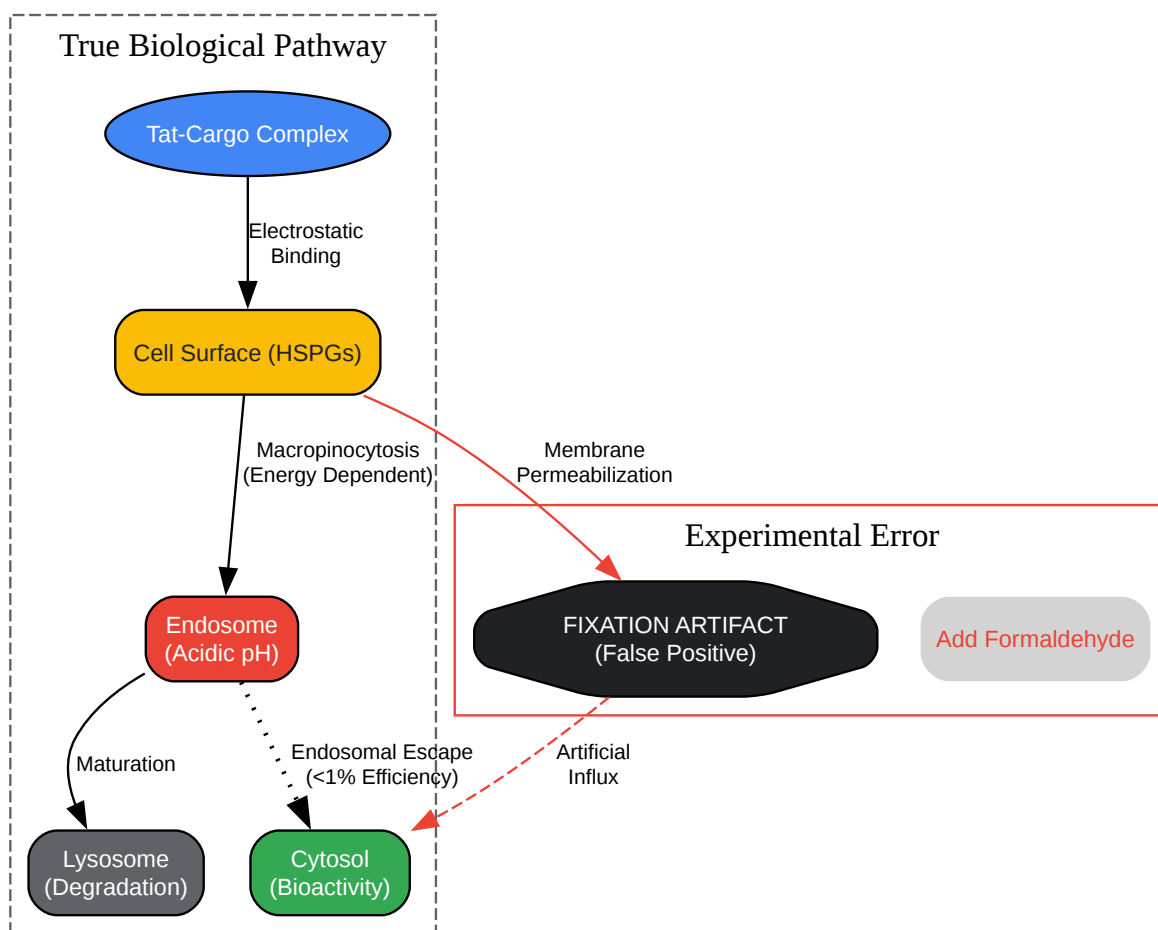 True Biological Pathway
Tat-Cargo Complex
Electrostatic
Binding
Cell Surface (HSPGs)
Macropinocytosis
(Energy Dependent)
Membrane
Permeabilization
Experimental Error
FIXATION ARTIFACT
(False Positive)
Add Formaldehyde
Endosome
(Acidic pH)
Maturation
Endosomal Escape
(<1% Efficiency)
Artificial
Influx
Lysosome
(Degradation)
Cytosol
(Bioactivity)